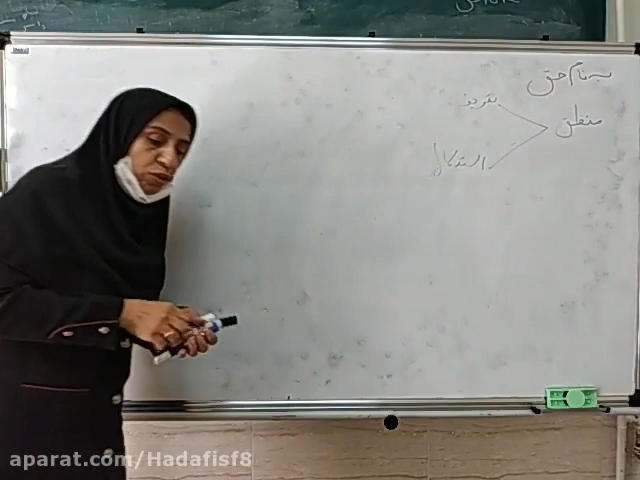 به نام حق
منطق
تعریف
استدلال
aparat.com/Hadafisf8